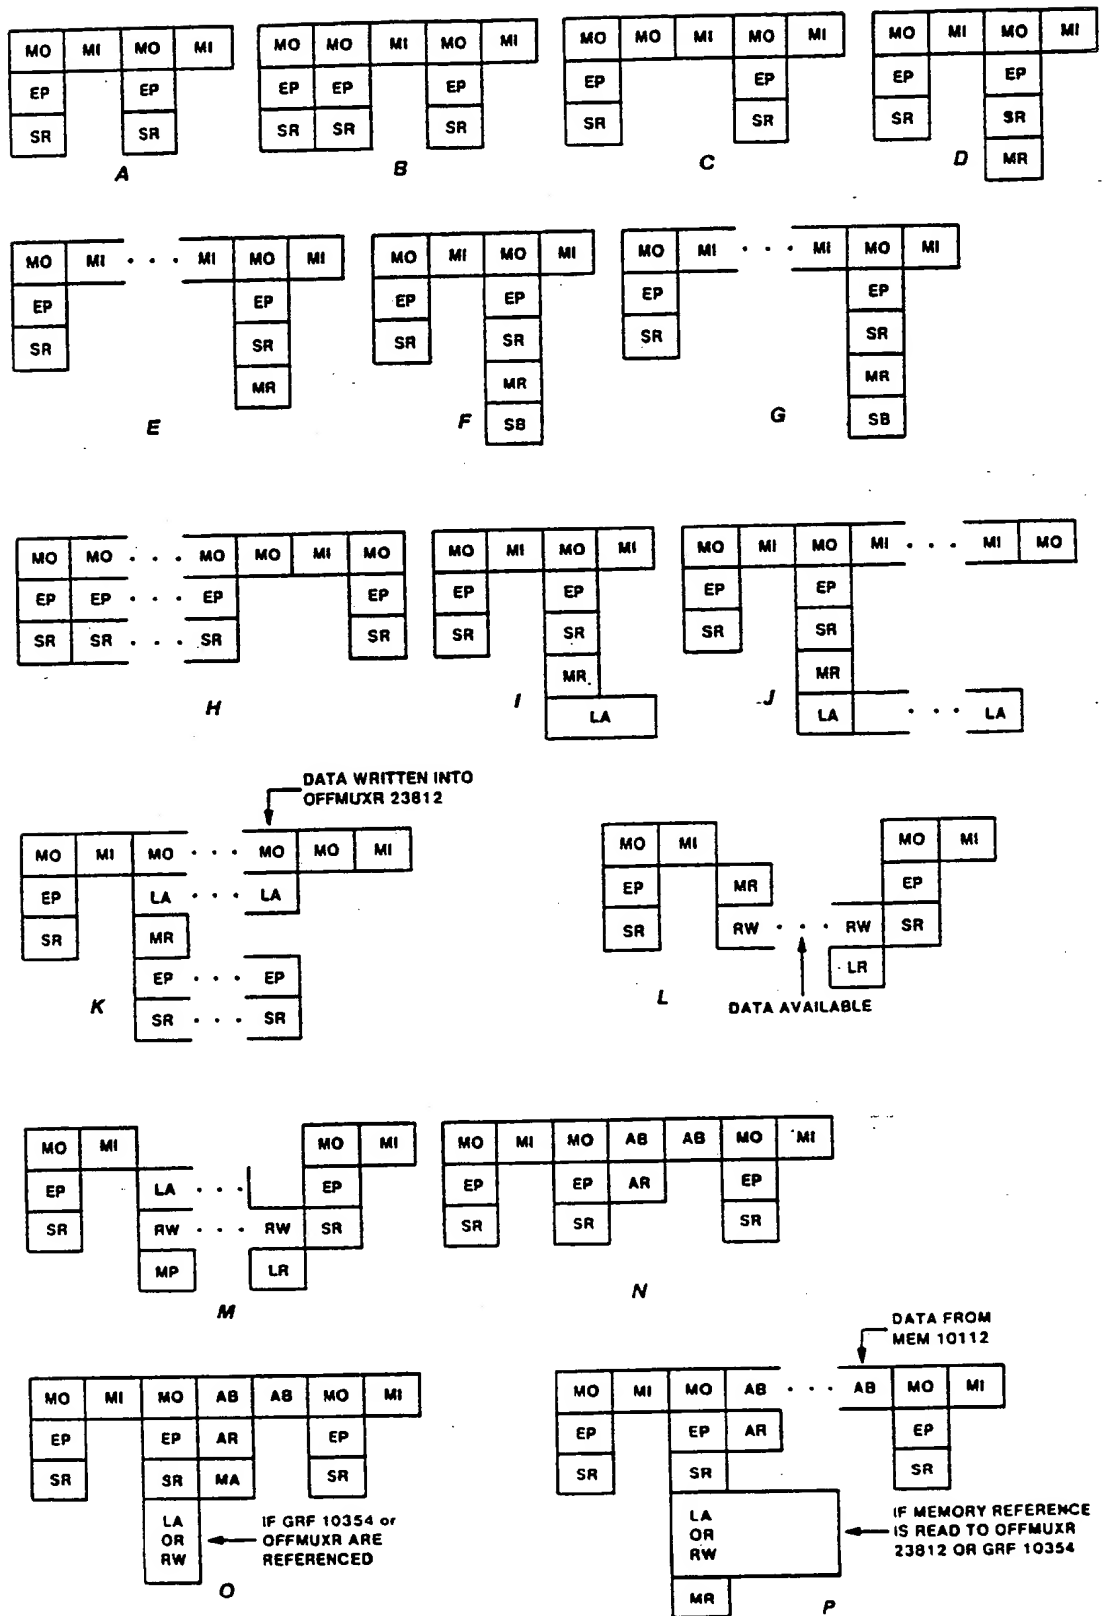 MO MI MO MI
EP EP
SR SR
A
MO MO MI MO MI
EP EP EP
SR SR SR
B
MO MO MI MO MI
EP EP
SR SR
C
MO MI MO MI
EP EP
SR SR
MR
D
MO MI · · · MI MO MI
EP EP
SR SR
MR
E
MO MI MO MI
EP EP
SR SR
MR
SB
F
MO MI · · · MI MO MI
EP EP
SR SR
MR
SB
G
MO MO · · · MO MO MI MO
EP EP · · · EP EP
SR SR · · · SR SR
H
MO MI MO MI
EP EP
SR SR
MR
LA
I
MO MI MO MI · · · MI MO
EP EP
SR SR
MR
LA · · · LA
J
DATA WRITTEN INTO
OFFMUXR 23812
MO MI MO · · · MO MO MI
EP LA · · · LA
SR MR
EP · · · EP
SR · · · SR
K
MO MI MO MI
EP MR EP
SR RW · · · RW SR
LR
DATA AVAILABLE
L
MO MI MO MI
EP LA · · · EP
SR RW · · · RW SR
MP LR
M
MO MI MO AB AB MO MI
EP EP AR EP
SR SR SR
N
MO MI MO AB AB MO MI
EP EP AR EP
SR SR MA SR
LA
OR
RW
IF GRF 10354 or
OFFMUXR ARE
REFERENCED
O
DATA FROM
MEM 10112
MO MI MO AB · · · AB MO MI
EP EP AR EP
SR SR SR
LA
OR
RW
IF MEMORY REFERENCE
IS READ TO OFFMUXR
23812 OR GRF 10354
MR
P